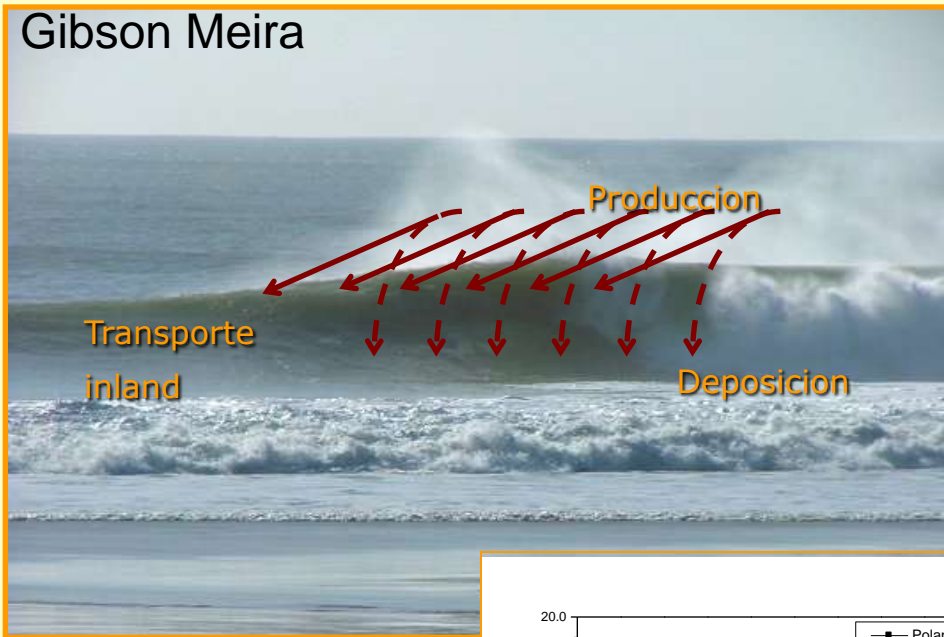 Gibson Meira
Produccion
Transporte
inland
Deposicion
20.0